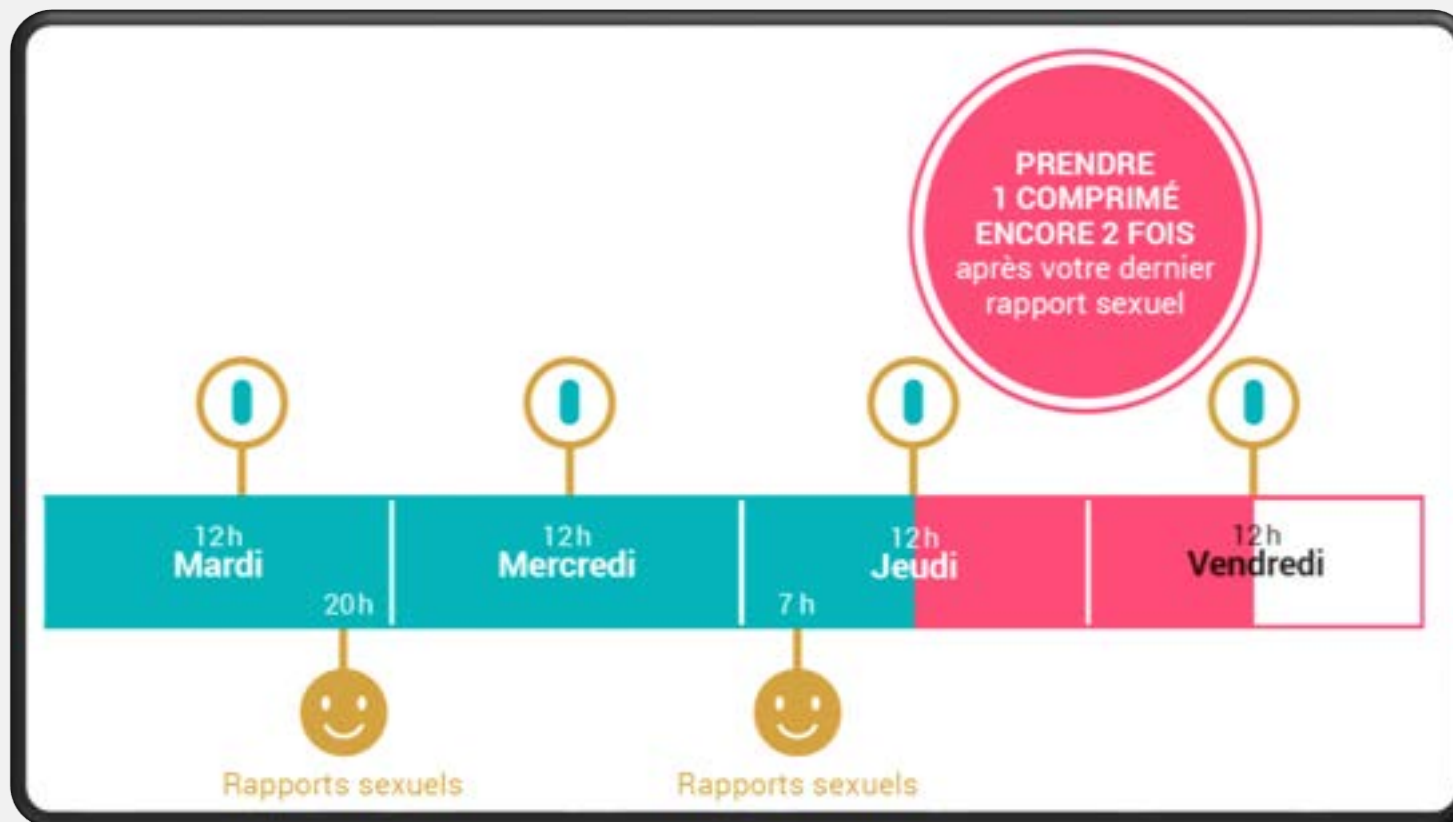 PRENDRE
1 COMPRIMÉ
ENCORE 2 FOIS
après votre dernier
rapport sexuel
12h
Mardi
20h
12h
Mercredi
12h
Jeudi
7h
12h
Vendredi
Rapports sexuels
Rapports sexuels